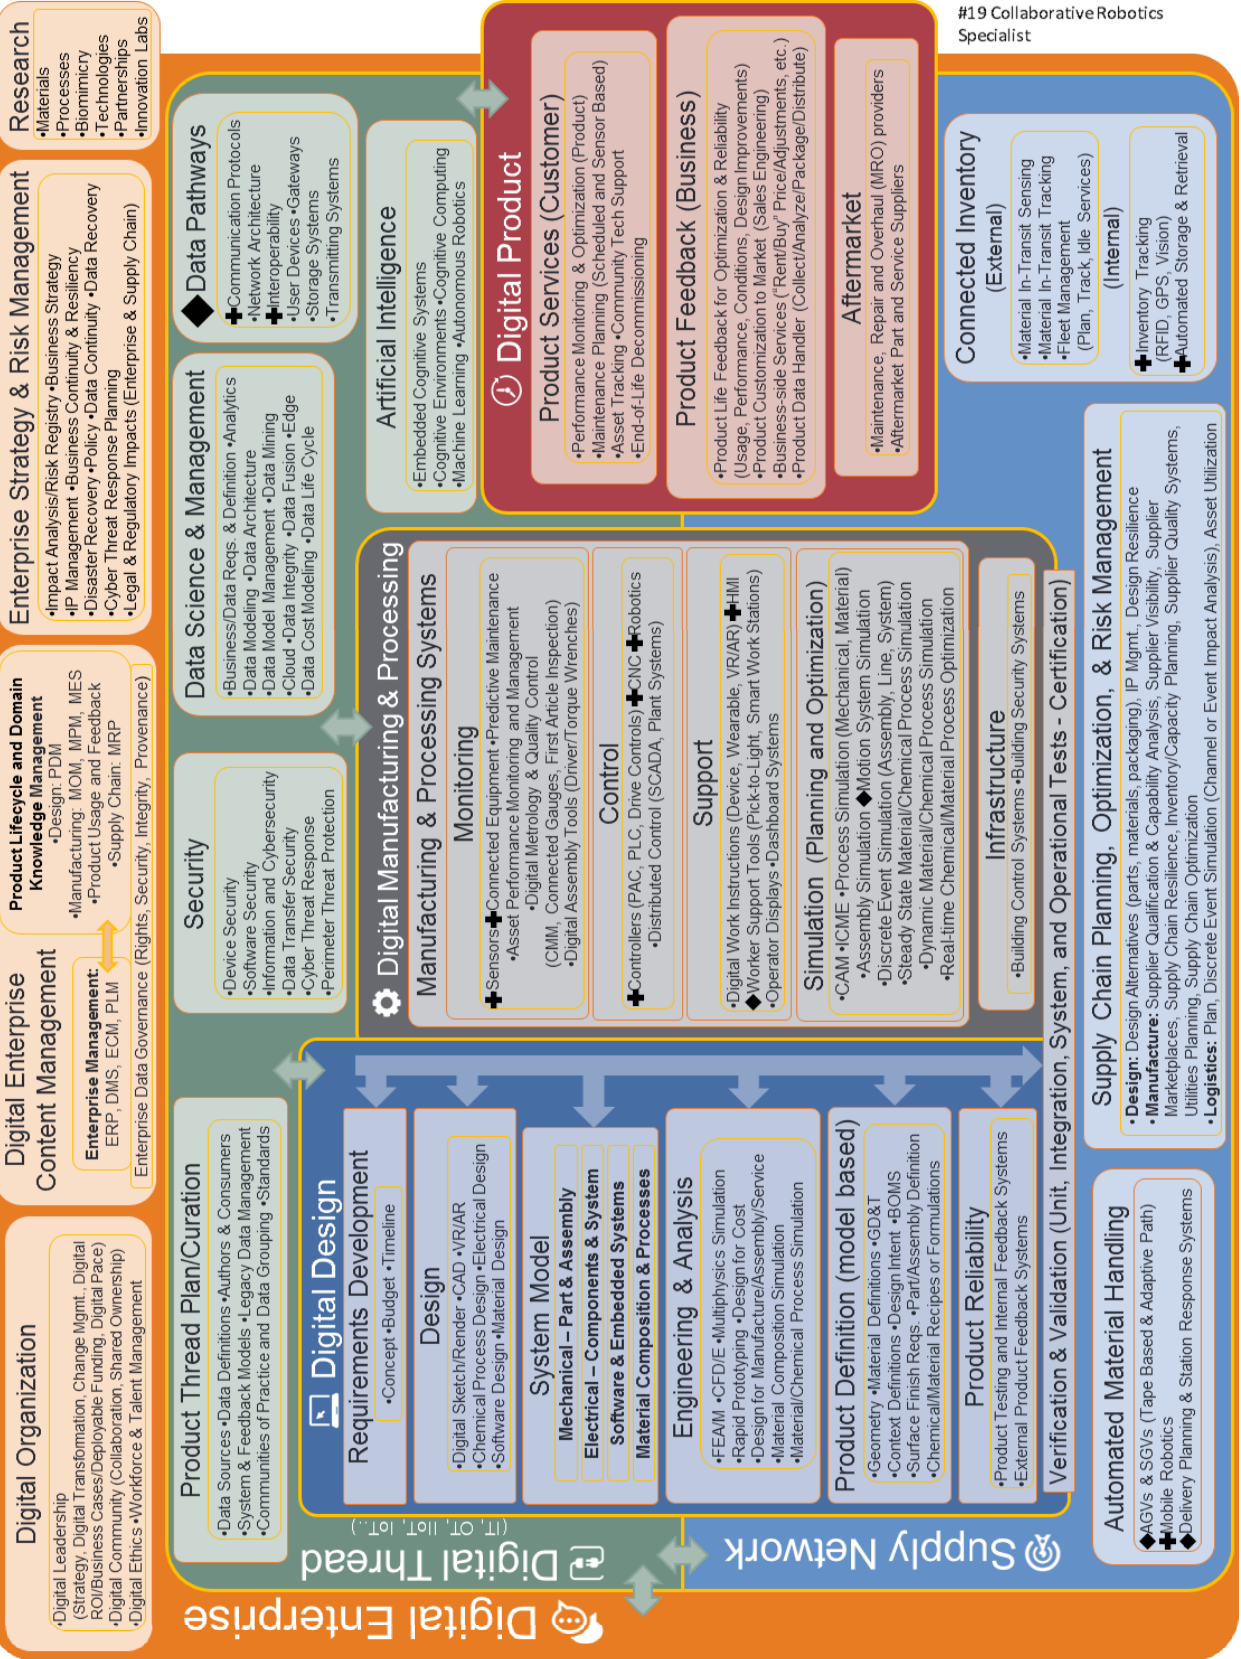 #19 Collaborative Robotics
Specialist
Digital Organization
•Digital Leadership
(Strategy, Digital Transformation, Change Mgmt., Digital
ROI/Business Cases/Deployable Funding, Digital Pace)
•Digital Community (Collaboration, Shared Ownership)
•Digital Ethics •Workforce & Talent Management
Digital Enterprise
Content Management
Enterprise Management:
ERP, DMS, ECM, PLM
Product Lifecycle and Domain
Knowledge Management
•Design: PDM
•Manufacturing: MOM, MPM, MES
•Product Usage and Feedback
•Supply Chain: MRP
Enterprise Data Governance (Rights, Security, Integrity, Provenance)
Enterprise Strategy & Risk Management
•Impact Analysis/Risk Registry •Business Strategy
•IP Management •Business Continuity & Resiliency
•Disaster Recovery •Policy •Data Continuity •Data Recovery
•Cyber Threat Response Planning
•Legal & Regulatory Impacts (Enterprise & Supply Chain)
Research
•Materials
•Processes
•Biomimicry
•Technologies
•Partnerships
•Innovation Labs
Digital Enterprise
Digital Thread
(IT, OT, IIoT, IoT...)
Product Thread Plan/Curation
•Data Sources •Data Definitions •Authors & Consumers
•System & Feedback Models •Legacy Data Management
•Communities of Practice and Data Grouping •Standards
Security
•Device Security
•Software Security
•Information and Cybersecurity
•Data Transfer Security
•Cyber Threat Response
•Perimeter Threat Protection
Data Science & Management
•Business/Data Reqs. & Definition •Analytics
•Data Modeling •Data Architecture
•Data Model Management •Data Mining
•Cloud •Data Integrity •Data Fusion •Edge
•Data Cost Modeling •Data Life Cycle
◆Data Pathways
✚Communication Protocols
•Network Architecture
✚Interoperability
•User Devices •Gateways
•Storage Systems
•Transmitting Systems
Artificial Intelligence
•Embedded Cognitive Systems
•Cognitive Environments •Cognitive Computing
•Machine Learning •Autonomous Robotics
Digital Design
Requirements Development
•Concept •Budget •Timeline
Design
•Digital Sketch/Render •CAD •VR/AR
•Chemical Process Design •Electrical Design
•Software Design •Material Design
System Model
Mechanical – Part & Assembly
Electrical – Components & System
Software & Embedded Systems
Material Composition & Processes
Engineering & Analysis
•FEA/M •CFD/E •Multiphysics Simulation
•Rapid Prototyping •Design for Cost
•Design for Manufacture/Assembly/Service
•Material Composition Simulation
•Material/Chemical Process Simulation
Product Definition (model based)
•Geometry •Material Definitions •GD&T
•Context Definitions •Design Intent •BOMS
•Surface Finish Reqs. •Part/Assembly Definition
•Chemical/Material Recipes or Formulations
Product Reliability
•Product Testing and Internal Feedback Systems
•External Product Feedback Systems
Digital Manufacturing & Processing
Manufacturing & Processing Systems
Monitoring
✚Sensors✚Connected Equipment •Predictive Maintenance
•Asset Performance Monitoring and Management
•Digital Metrology & Quality Control
(CMM, Connected Gauges, First Article Inspection)
•Digital Assembly Tools (Driver/Torque Wrenches)
Control
✚Controllers (PAC, PLC, Drive Controls) ✚CNC ✚Robotics
•Distributed Control (SCADA, Plant Systems)
Support
•Digital Work Instructions (Device, Wearable, VR/AR) ✚HMI
◆Worker Support Tools (Pick-to-Light, Smart Work Stations)
•Operator Displays •Dashboard Systems
Simulation (Planning and Optimization)
•CAM •ICME •Process Simulation (Mechanical, Material)
•Assembly Simulation ◆Motion System Simulation
•Discrete Event Simulation (Assembly, Line, System)
•Steady State Material/Chemical Process Simulation
•Dynamic Material/Chemical Process Simulation
•Real-time Chemical/Material Process Optimization
Infrastructure
•Building Control Systems •Building Security Systems
Digital Product
Product Services (Customer)
•Performance Monitoring & Optimization (Product)
•Maintenance Planning (Scheduled and Sensor Based)
•Asset Tracking •Community Tech Support
•End-of-Life Decommissioning
Product Feedback (Business)
•Product Life Feedback for Optimization & Reliability
(Usage, Performance, Conditions, Design Improvements)
•Product Customization to Market (Sales Engineering)
•Business-side Services (“Rent/Buy” Price/Adjustments, etc.)
•Product Data Handler (Collect/Analyze/Package/Distribute)
Aftermarket
•Maintenance, Repair and Overhaul (MRO) providers
•Aftermarket Part and Service Suppliers
Verification & Validation (Unit, Integration, System, and Operational Tests - Certification)
Supply Network
Automated Material Handling
◆AGVs & SGVs (Tape Based & Adaptive Path)
✚Mobile Robotics
◆Delivery Planning & Station Response Systems
Supply Chain Planning, Optimization, & Risk Management
•Design: Design Alternatives (parts, materials, packaging), IP Mgmt., Design Resilience
•Manufacture: Supplier Qualification & Capability Analysis, Supplier Visibility, Supplier
Marketplaces, Supply Chain Resilience, Inventory/Capacity Planning, Supplier Quality Systems,
Utilities Planning, Supply Chain Optimization
•Logistics: Plan, Discrete Event Simulation (Channel or Event Impact Analysis), Asset Utilization
Connected Inventory
(External)
•Material In-Transit Sensing
•Material In-Transit Tracking
•Fleet Management
(Plan, Track, Idle Services)
(Internal)
✚Inventory Tracking
(RFID, GPS, Vision)
✚Automated Storage & Retrieval